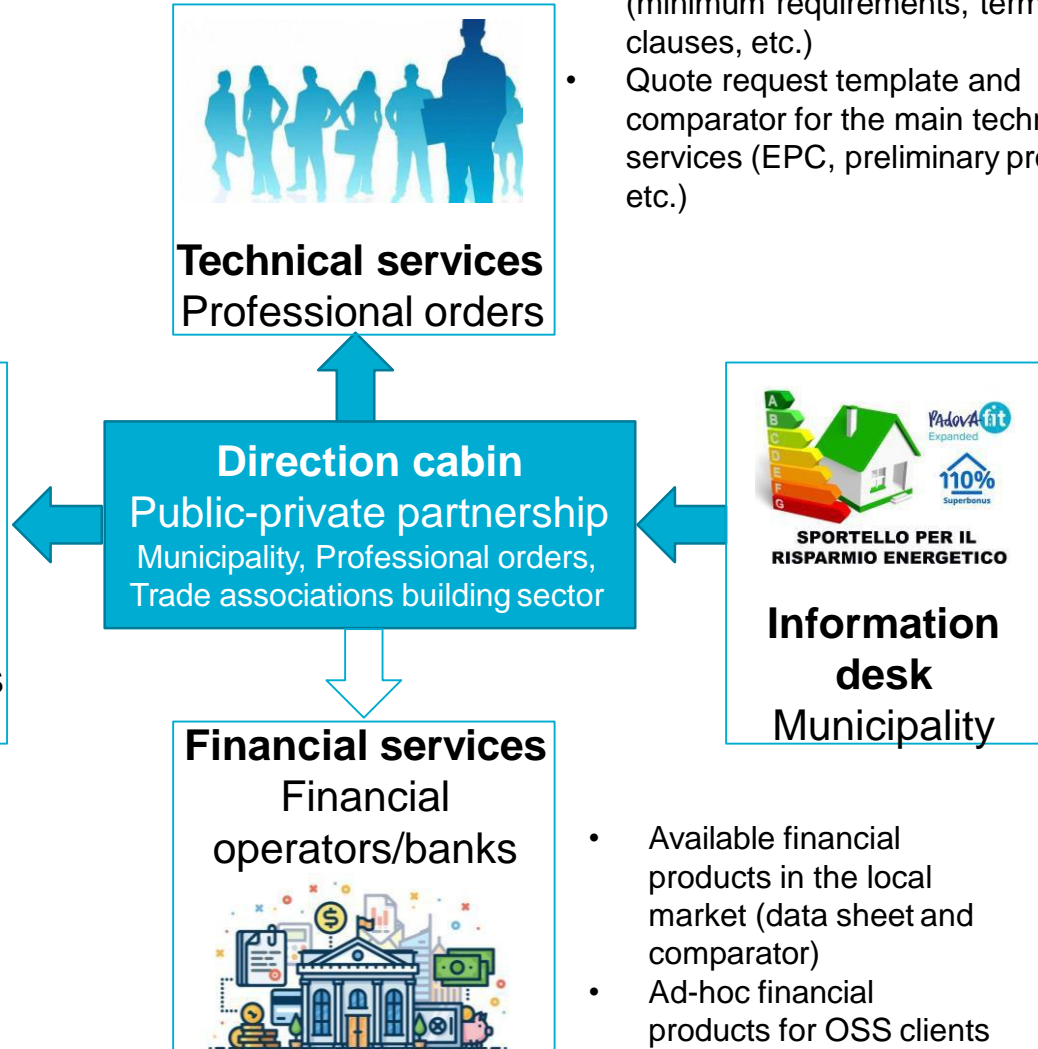 (minimum requirements, term
clauses, etc.)
• Quote request template and
comparator for the main techn
services (EPC, preliminary pr
etc.)
Technical services
Professional orders
Direction cabin
Public-private partnership
Municipality, Professional orders,
Trade associations building sector
s
A
B
C
D
E
F
G
PAdovA fit
Expanded
110%
Superbonus
SPORTELLO PER IL
RISPARMIO ENERGETICO
Information
desk
Municipality
Financial services
Financial
operators/banks
$
• Available financial
products in the local
market (data sheet and
comparator)
• Ad-hoc financial
products for OSS clients